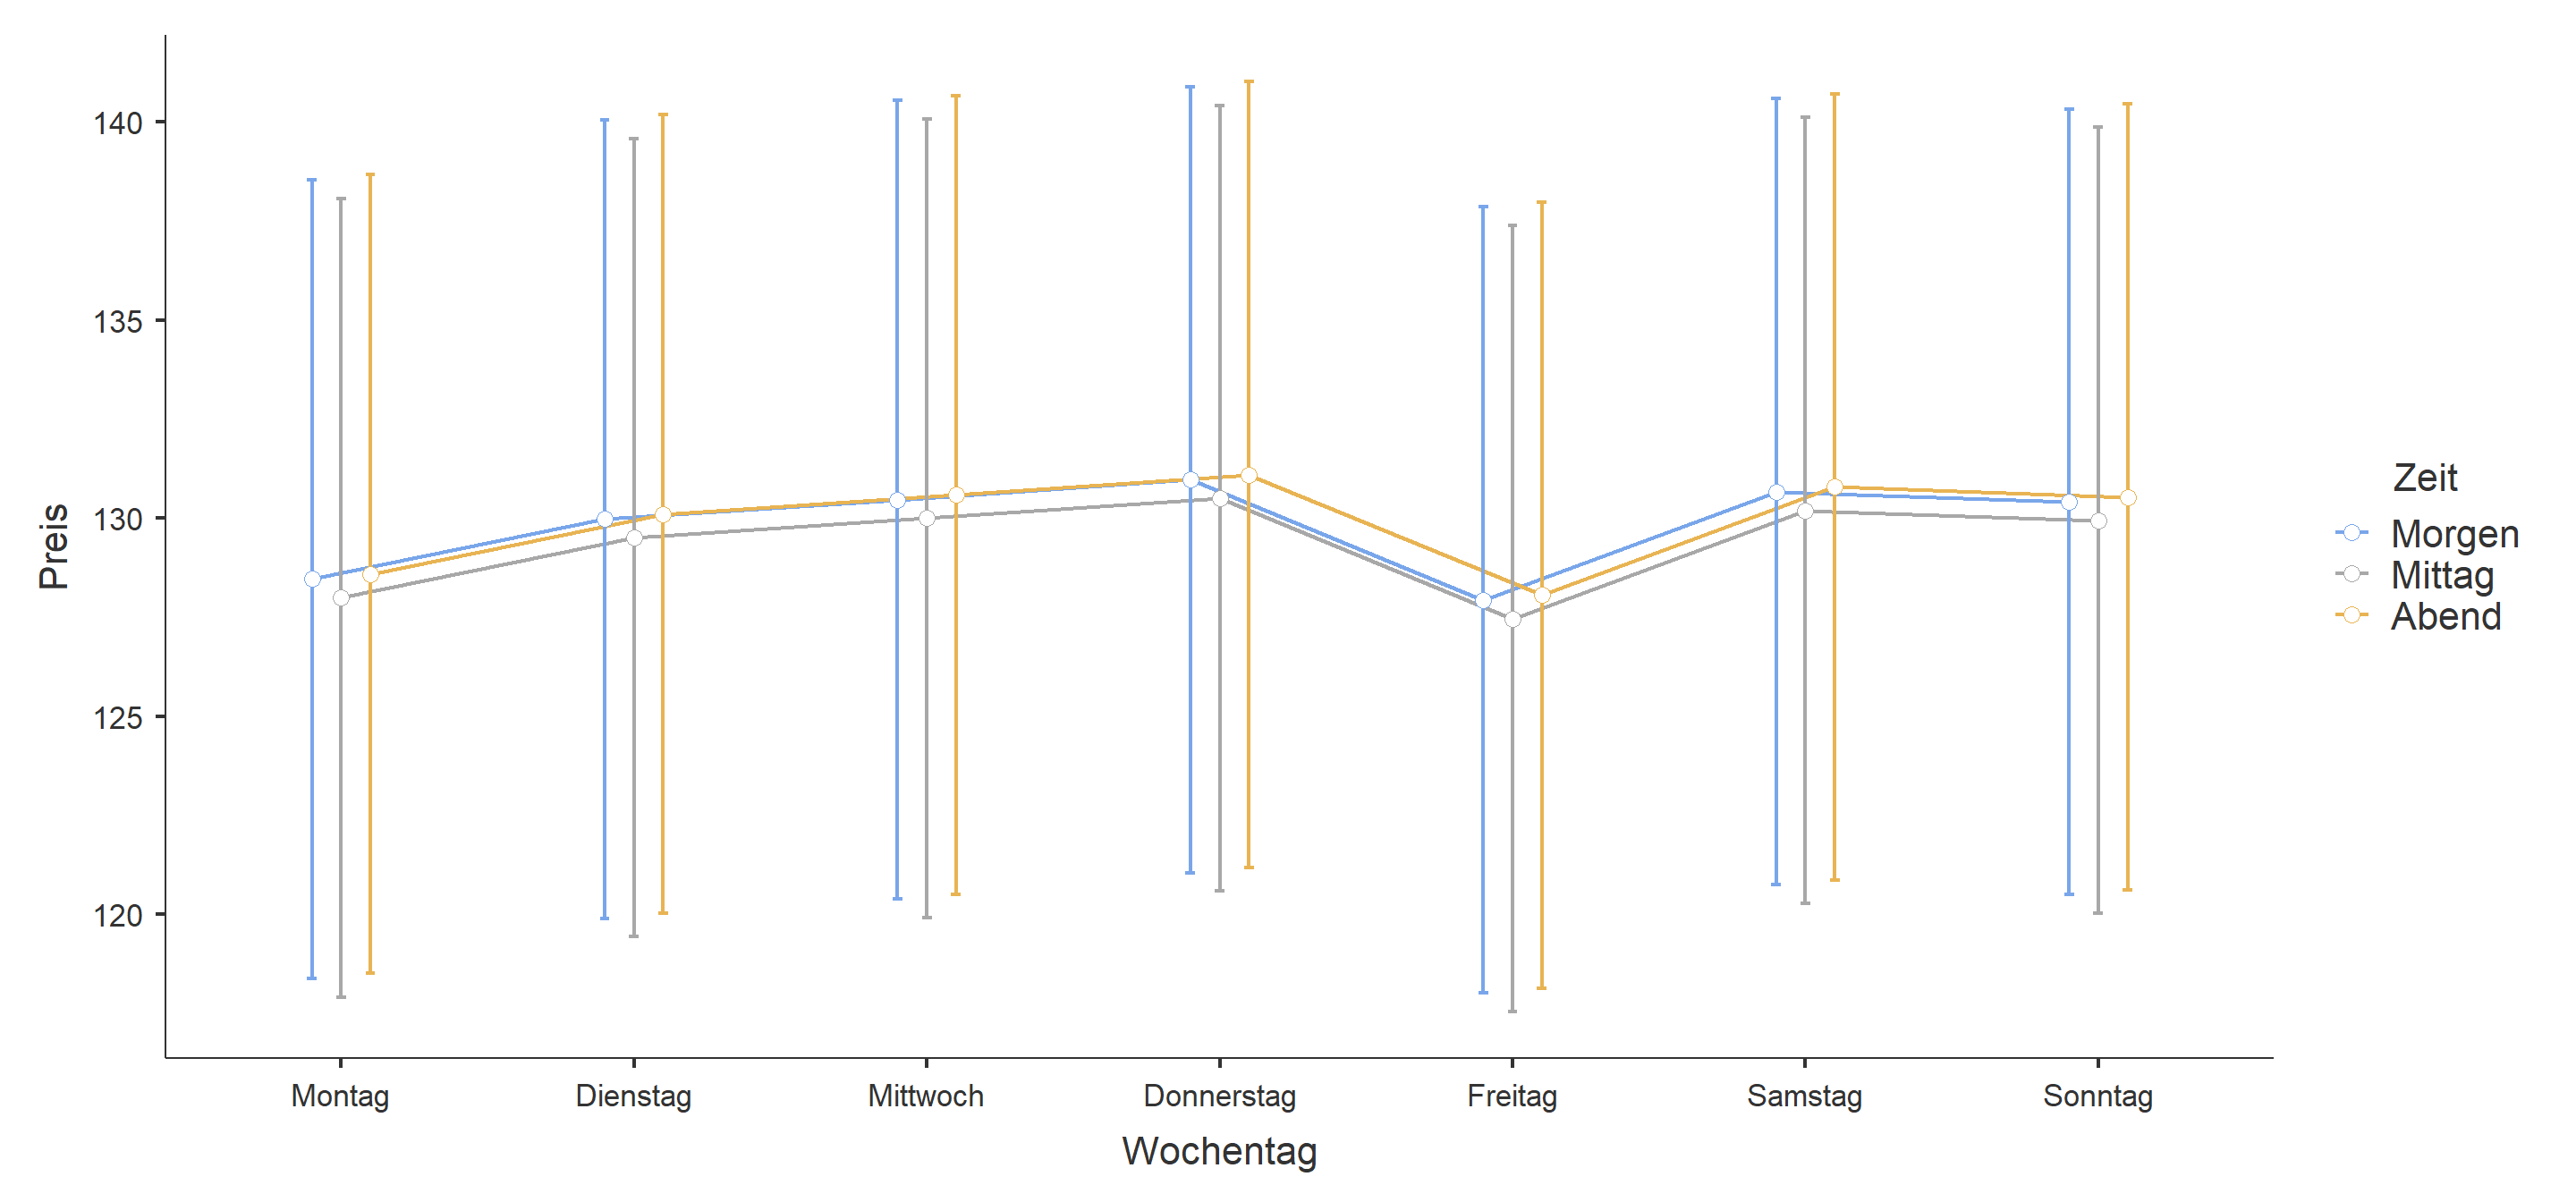 140
135
130
125
120
Preis
Montag
Dienstag
Mittwoch
Donnerstag
Freitag
Samstag
Sonntag
Wochentag
Zeit
Morgen
Mittag
Abend